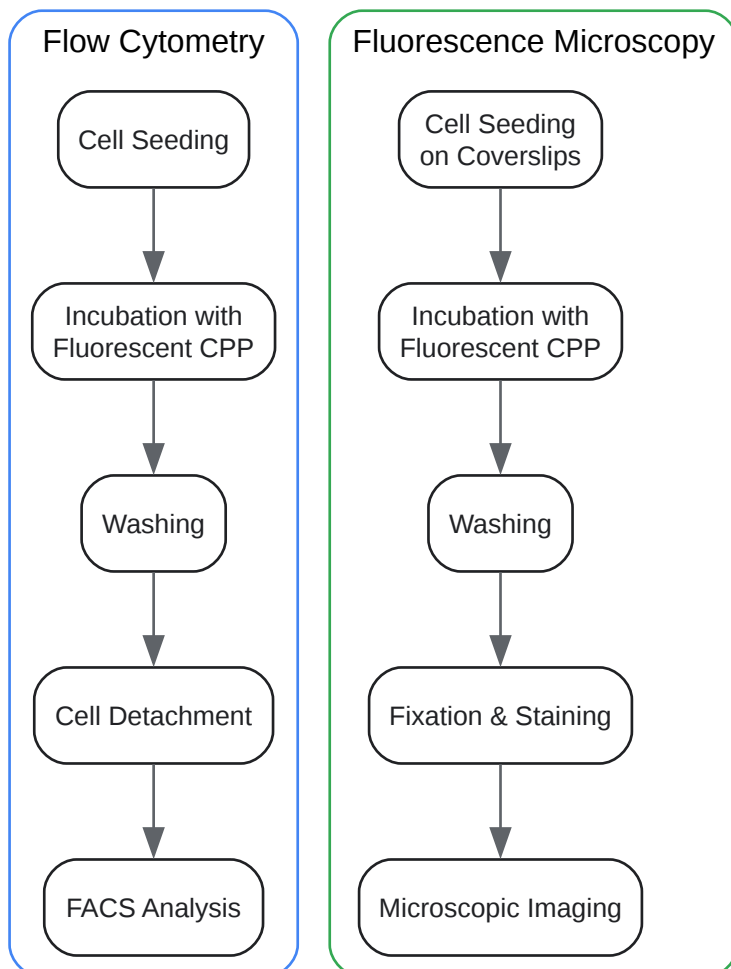 Flow Cytometry
Cell Seeding
Incubation with
Fluorescent CPP
Washing
Cell Detachment
FACS Analysis
Fluorescence Microscopy
Cell Seeding
on Coverslips
Incubation with
Fluorescent CPP
Washing
Fixation & Staining
Microscopic Imaging